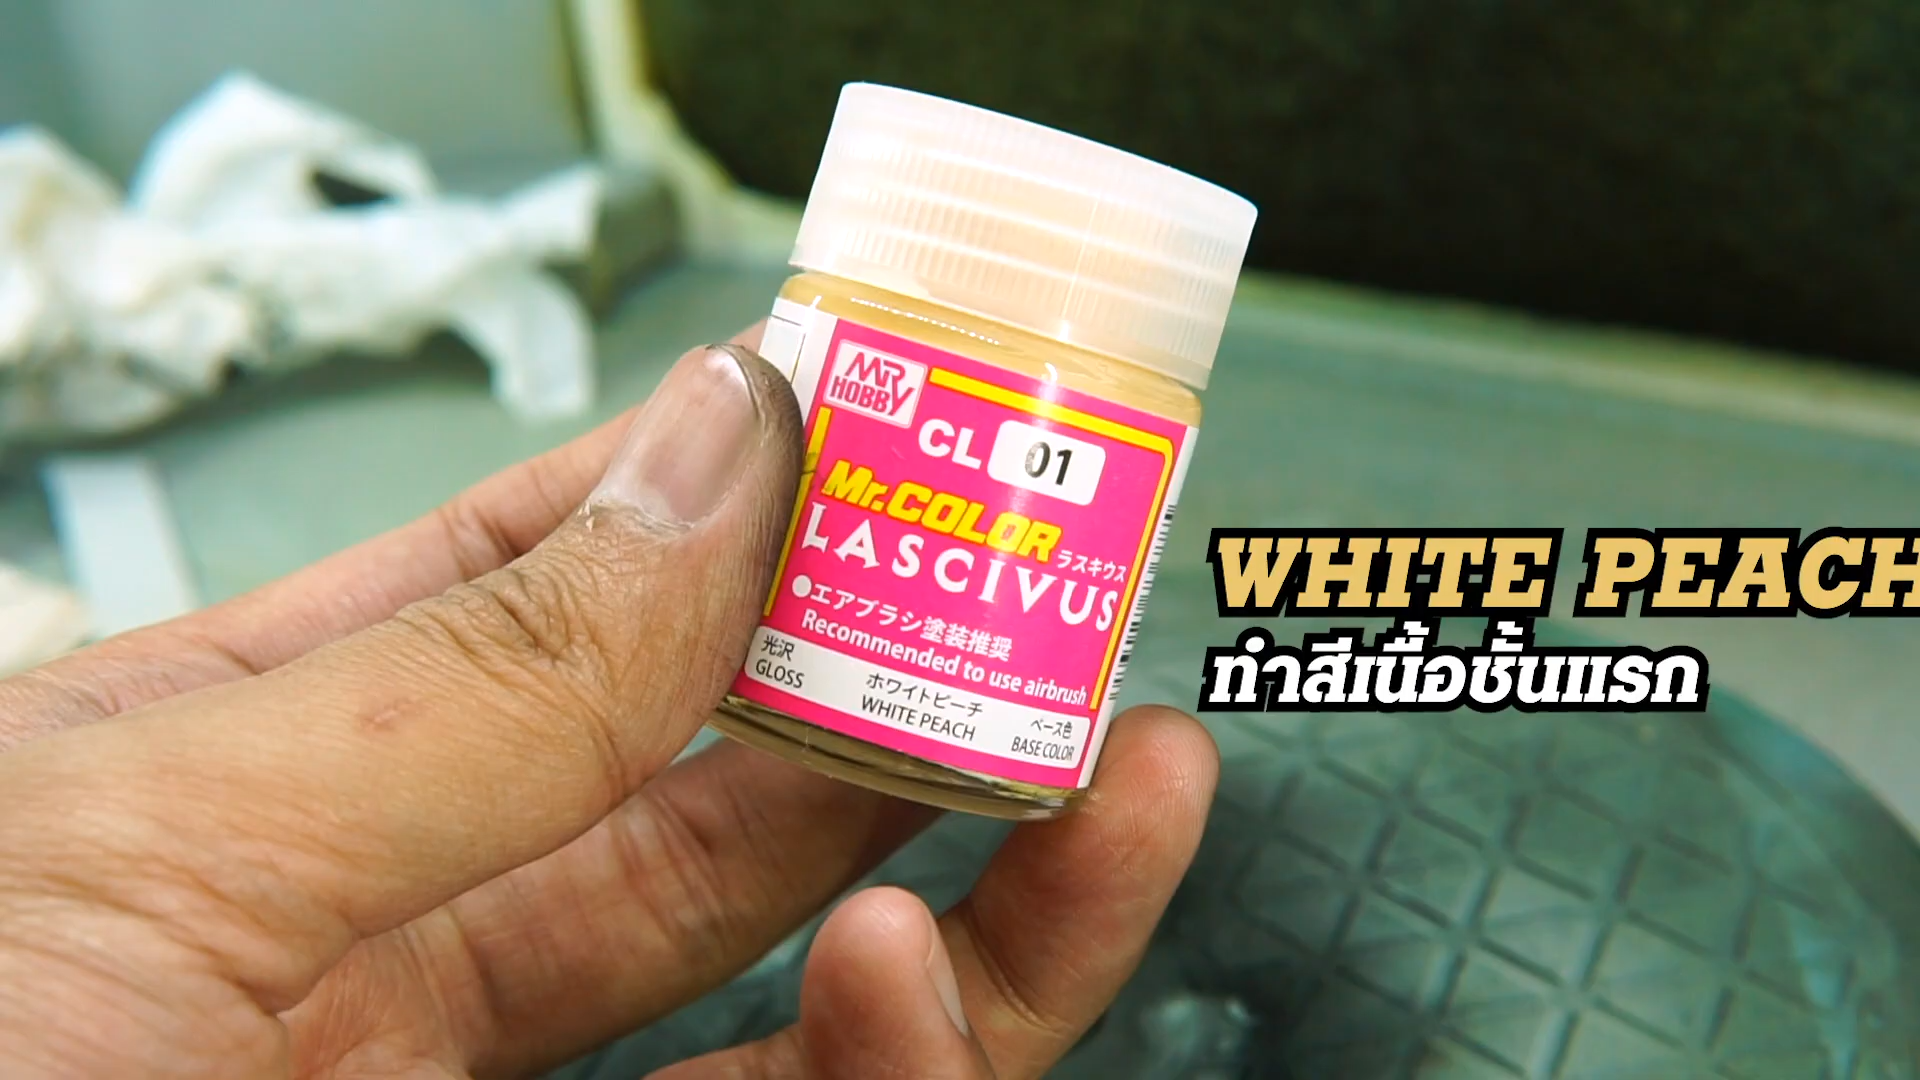 MR HOBBY
CL 01
Mr.COLOR
LASCIVUS ラスキウス
●エアブラシ塗装推奨
Recommended to use airbrush
光沢
GLOSS
ホワイトピーチ
WHITE PEACH
ベース色
BASE COLOR
WHITE PEACH
ทำสีเนื้อชั้นแรก